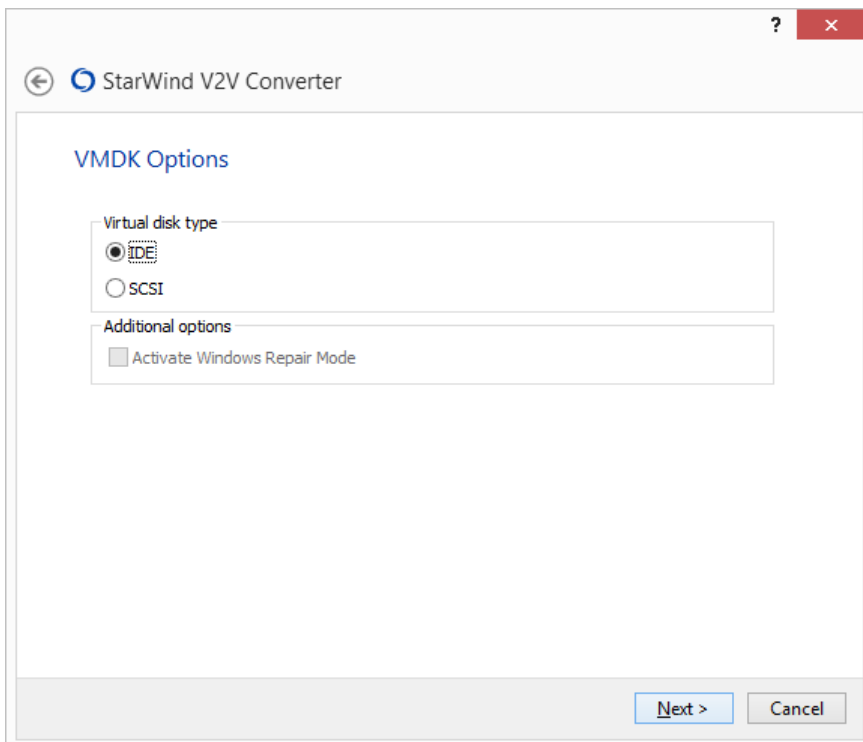 ?
StarWind V2V Converter
VMDK Options
Virtual disk type
IDE
SCSI
Additional options
Activate Windows Repair Mode
Next > Cancel